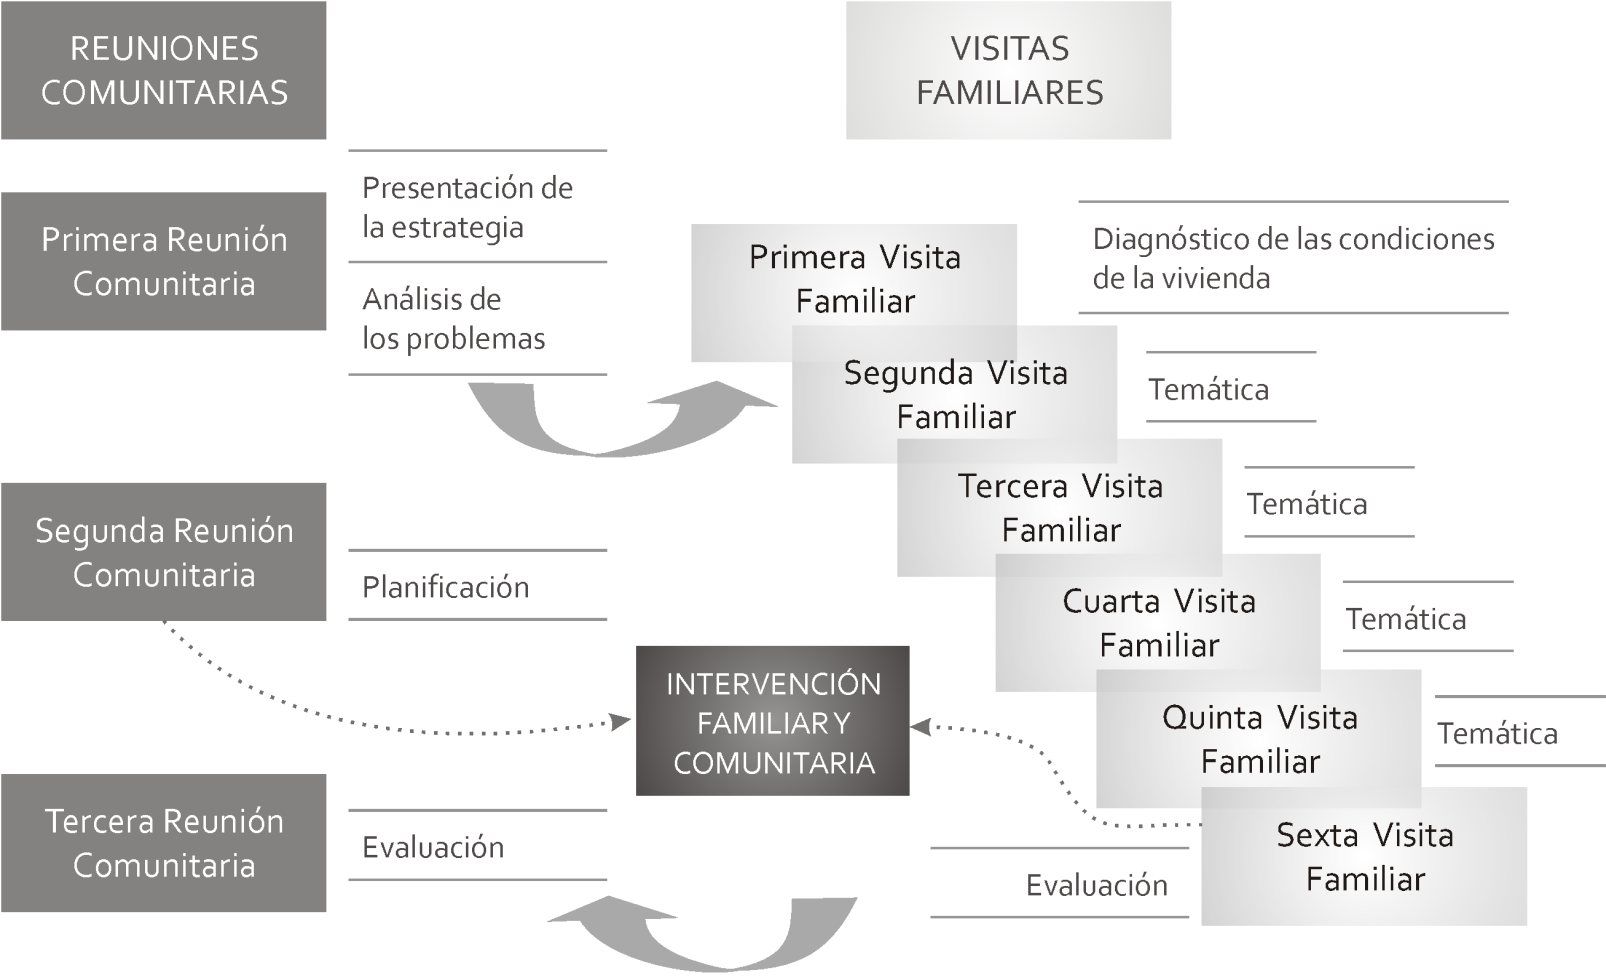 REUNIONES
COMUNITARIAS
VISITAS
FAMILIARES
Primera Reunión
Comunitaria
Presentación de
la estrategia
Análisis de
los problemas
Primera Visita
Familiar
Diagnóstico de las condiciones
de la vivienda
Segunda Visita
Familiar
Temática
Tercera Visita
Familiar
Temática
Segunda Reunión
Comunitaria
Planificación
Cuarta Visita
Familiar
Temática
INTERVENCIÓN
FAMILIAR Y
COMUNITARIA
Quinta Visita
Familiar
Temática
Tercera Reunión
Comunitaria
Evaluación
Sexta Visita
Familiar
Evaluación